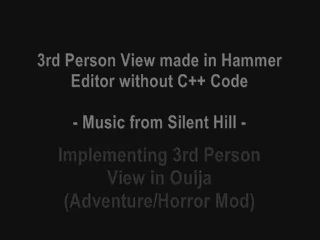 3rd Person View made in Hammer
Editor without C++ Code
- Music from Silent Hill -
Implementing 3rd Person
View in Ouija
(Adventure/Horror Mod)